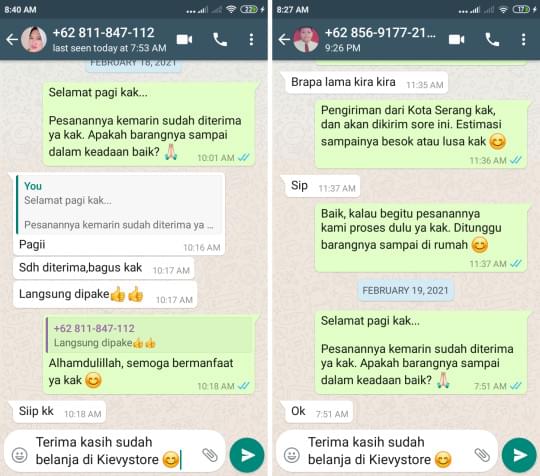 8:40 AM
22
+62 811-847-112
last seen today at 7:53 AM
FEBRUARY 18, 2021
Selamat pagi kak...
Pesanannya kemarin sudah diterima
ya kak. Apakah barangnya sampai
dalam keadaan baik? 🙏🏻
10:01 AM
You
Selamat pagi kak...
Pesanannya kemarin sudah diterima ya ...
Pagii
10:16 AM
Sdh diterima,bagus kak
10:17 AM
Langsung dipake👍👍
10:17 AM
+62 811-847-112
Langsung dipake👍👍
Alhamdulillah, semoga bermanfaat
ya kak 😊
10:18 AM
Siip kk
10:18 AM
Terima kasih sudah
belanja di Kievystore 😊
8:27 AM
17
+62 856-9177-21...
9:26 PM
Brapa lama kira kira
11:35 AM
Pengiriman dari Kota Serang kak,
dan akan dikirim sore ini. Estimasi
sampainya besok atau lusa kak 😊
11:36 AM
Sip
11:37 AM
Baik, kalau begitu pesanannya
kami proses dulu ya kak. Ditunggu
barangnya sampai di rumah 😊
11:37 AM
FEBRUARY 19, 2021
Selamat pagi kak...
Pesanannya kemarin sudah diterima
ya kak. Apakah barangnya sampai
dalam keadaan baik? 🙏🏻
7:51 AM
Ok
7:51 AM
Terima kasih sudah
belanja di Kievystore 😊